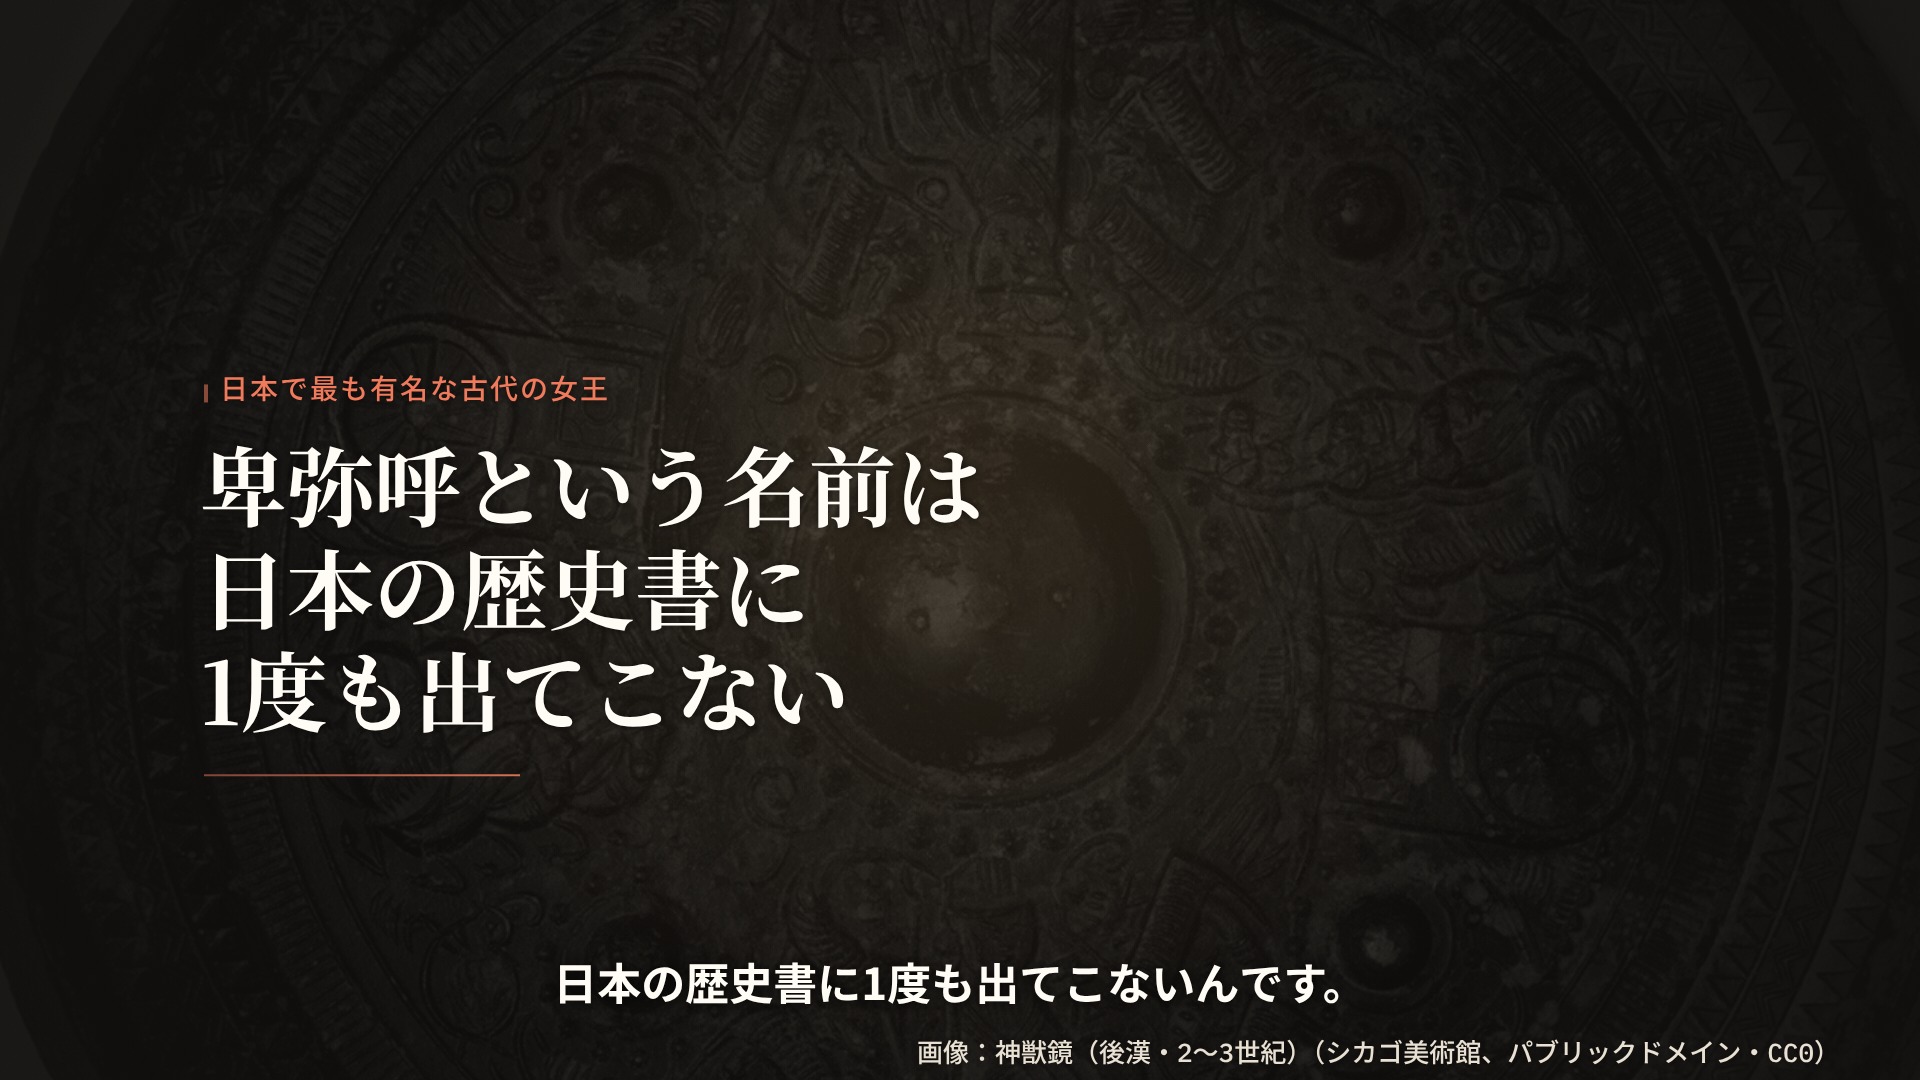 日本で最も有名な古代の女王
卑弥呼という名前は
日本の歴史書に
1度も出てこない
日本の歴史書に1度も出てこないんです。
画像：神獣鏡（後漢・2〜3世紀）（シカゴ美術館、パブリックドメイン・CC0）